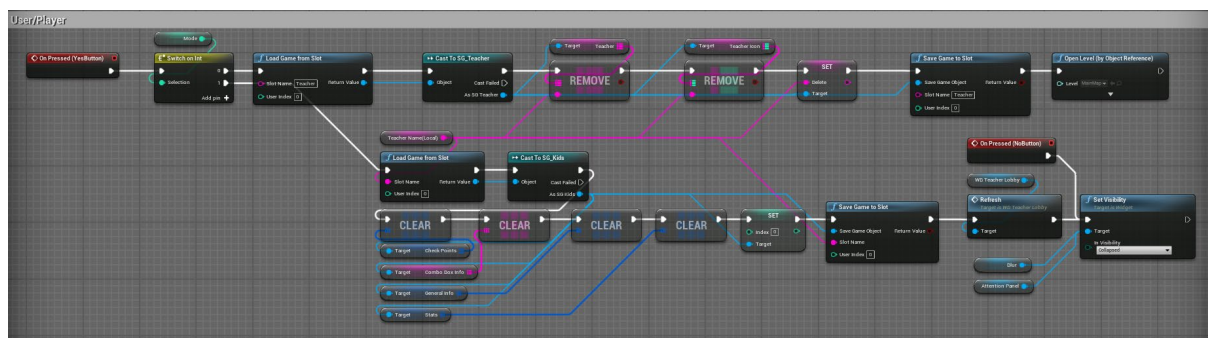 User/Player
Mode
On Pressed (YesButton)
Switch on Int
Selection
0
1
Add pin +
Load Game from Slot
Slot Name Teacher
Return Value
User Index 0
Cast To SG_Teacher
Object
Cast Failed
As SG Teacher
Target Teacher
REMOVE
Target Teacher Icon
REMOVE
SET
Delete
Target
Save Game to Slot
Save Game Object
Return Value
Slot Name Teacher
User Index 0
Open Level (by Object Reference)
Level
Teacher Name(Local)
Load Game from Slot
Slot Name
Return Value
User Index 0
Cast To SG_Kids
Object
Cast Failed
As SG Kids
CLEAR
CLEAR
CLEAR
CLEAR
Target Check Points
Target Combo Box Info
Target General Info
Target Stats
SET
Index 0
Target
Save Game to Slot
Save Game Object
Return Value
Slot Name
User Index 0
On Pressed (NoButton)
WG Teacher Lobby
Refresh
Target is WG Teacher Lobby
Target
Set Visibility
Target is Widget
Target
In Visibility
Collapsed
Blur
Attention Panel